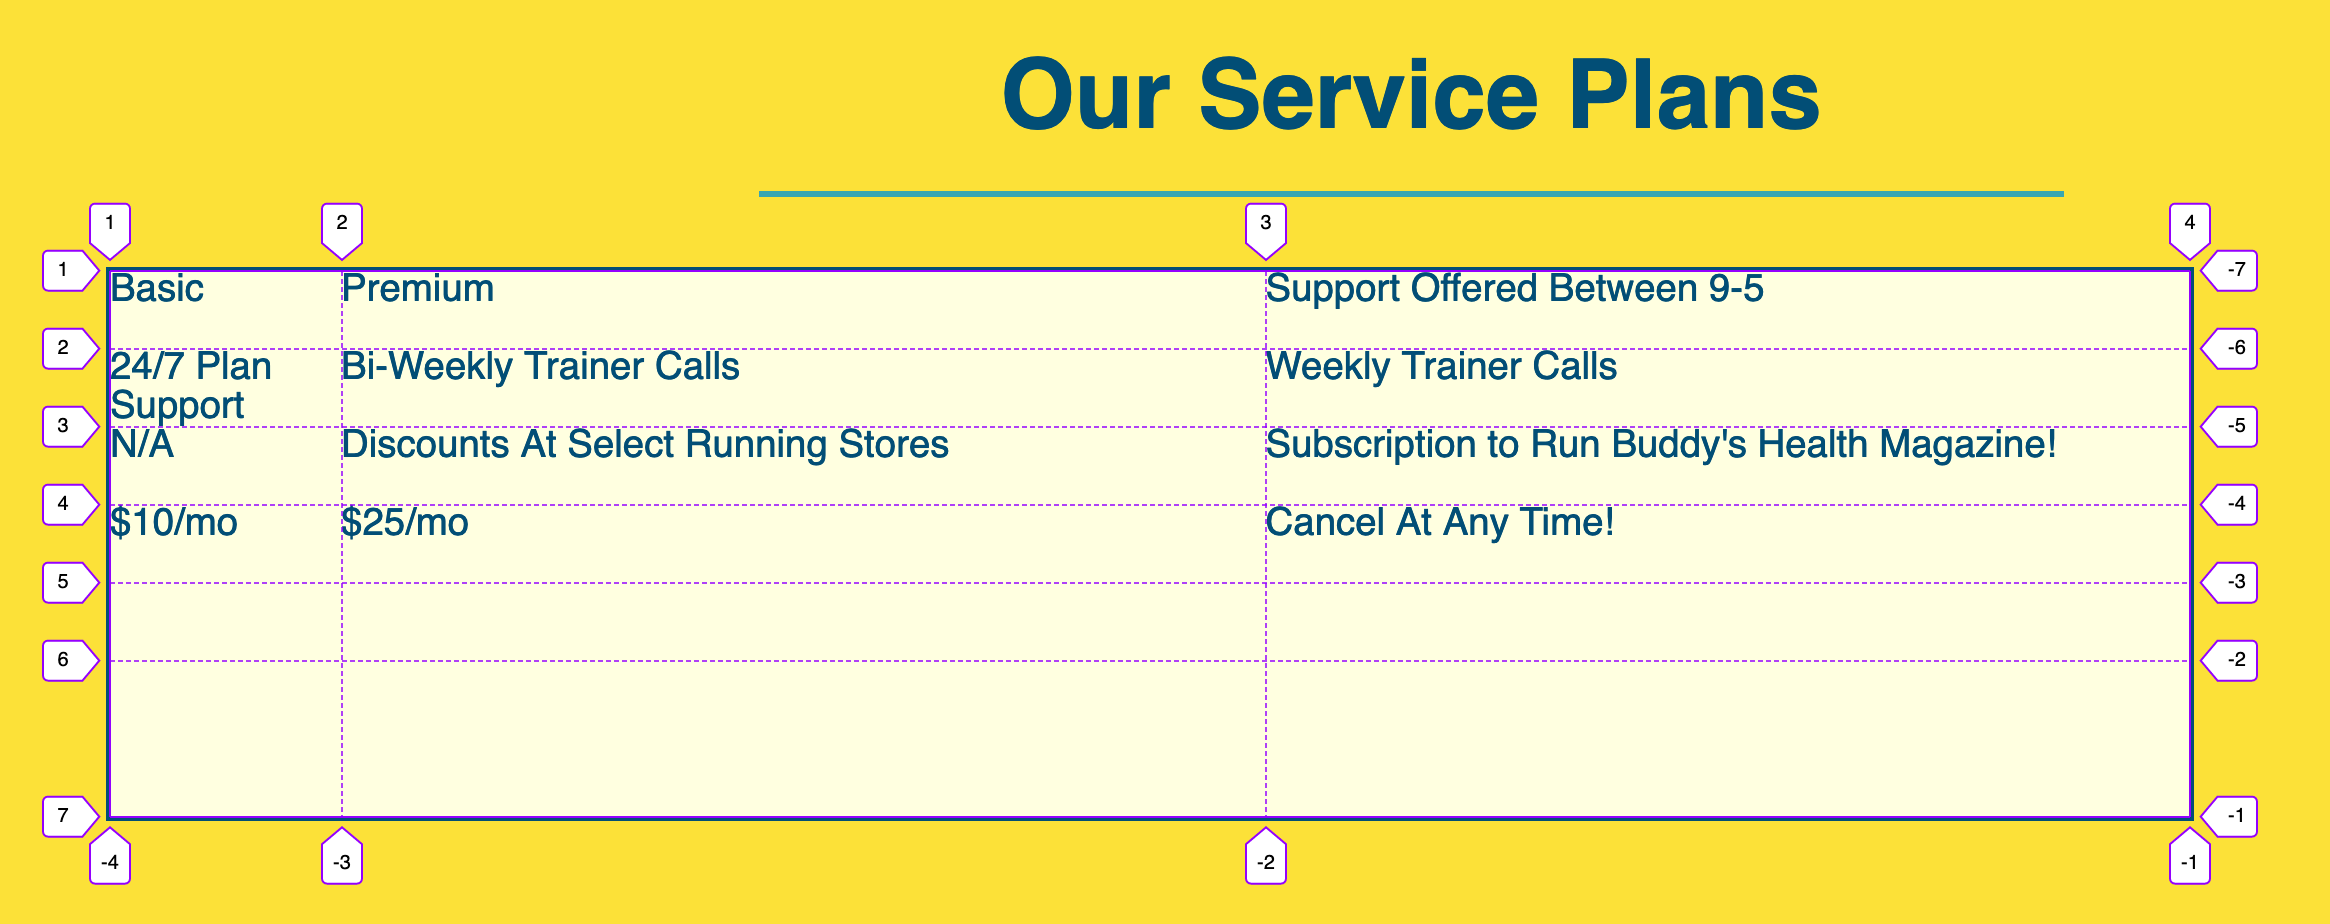 Our Service Plans
1 2 3 4
1 -7
Basic Premium Support Offered Between 9-5
2 -6
24/7 Plan Bi-Weekly Trainer Calls Weekly Trainer Calls
Support
3 -5
N/A Discounts At Select Running Stores Subscription to Run Buddy's Health Magazine!
4 -4
$10/mo $25/mo Cancel At Any Time!
5 -3
6 -2
7 -1
-4 -3 -2 -1